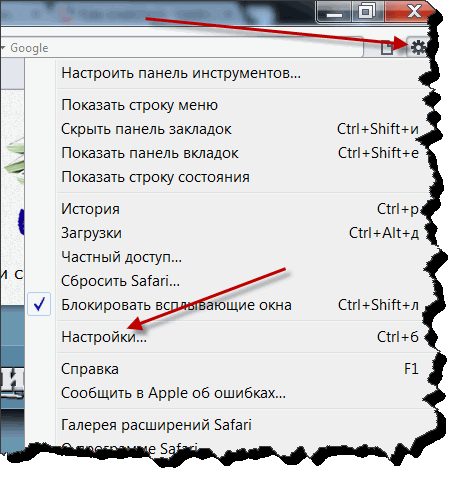 Google
Настроить панель инструментов...
Показать строку меню
Скрыть панель закладок Ctrl+Shift+и
Показать панель вкладок Ctrl+Shift+е
Показать строку состояния
История Ctrl+р
Загрузки Ctrl+Alt+д
Частный доступ...
Сбросить Safari...
Блокировать всплывающие окна Ctrl+Shift+л
Настройки... Ctrl+б
Справка F1
Сообщить в Apple об ошибках...
Галерея расширений Safari
О программе Safari